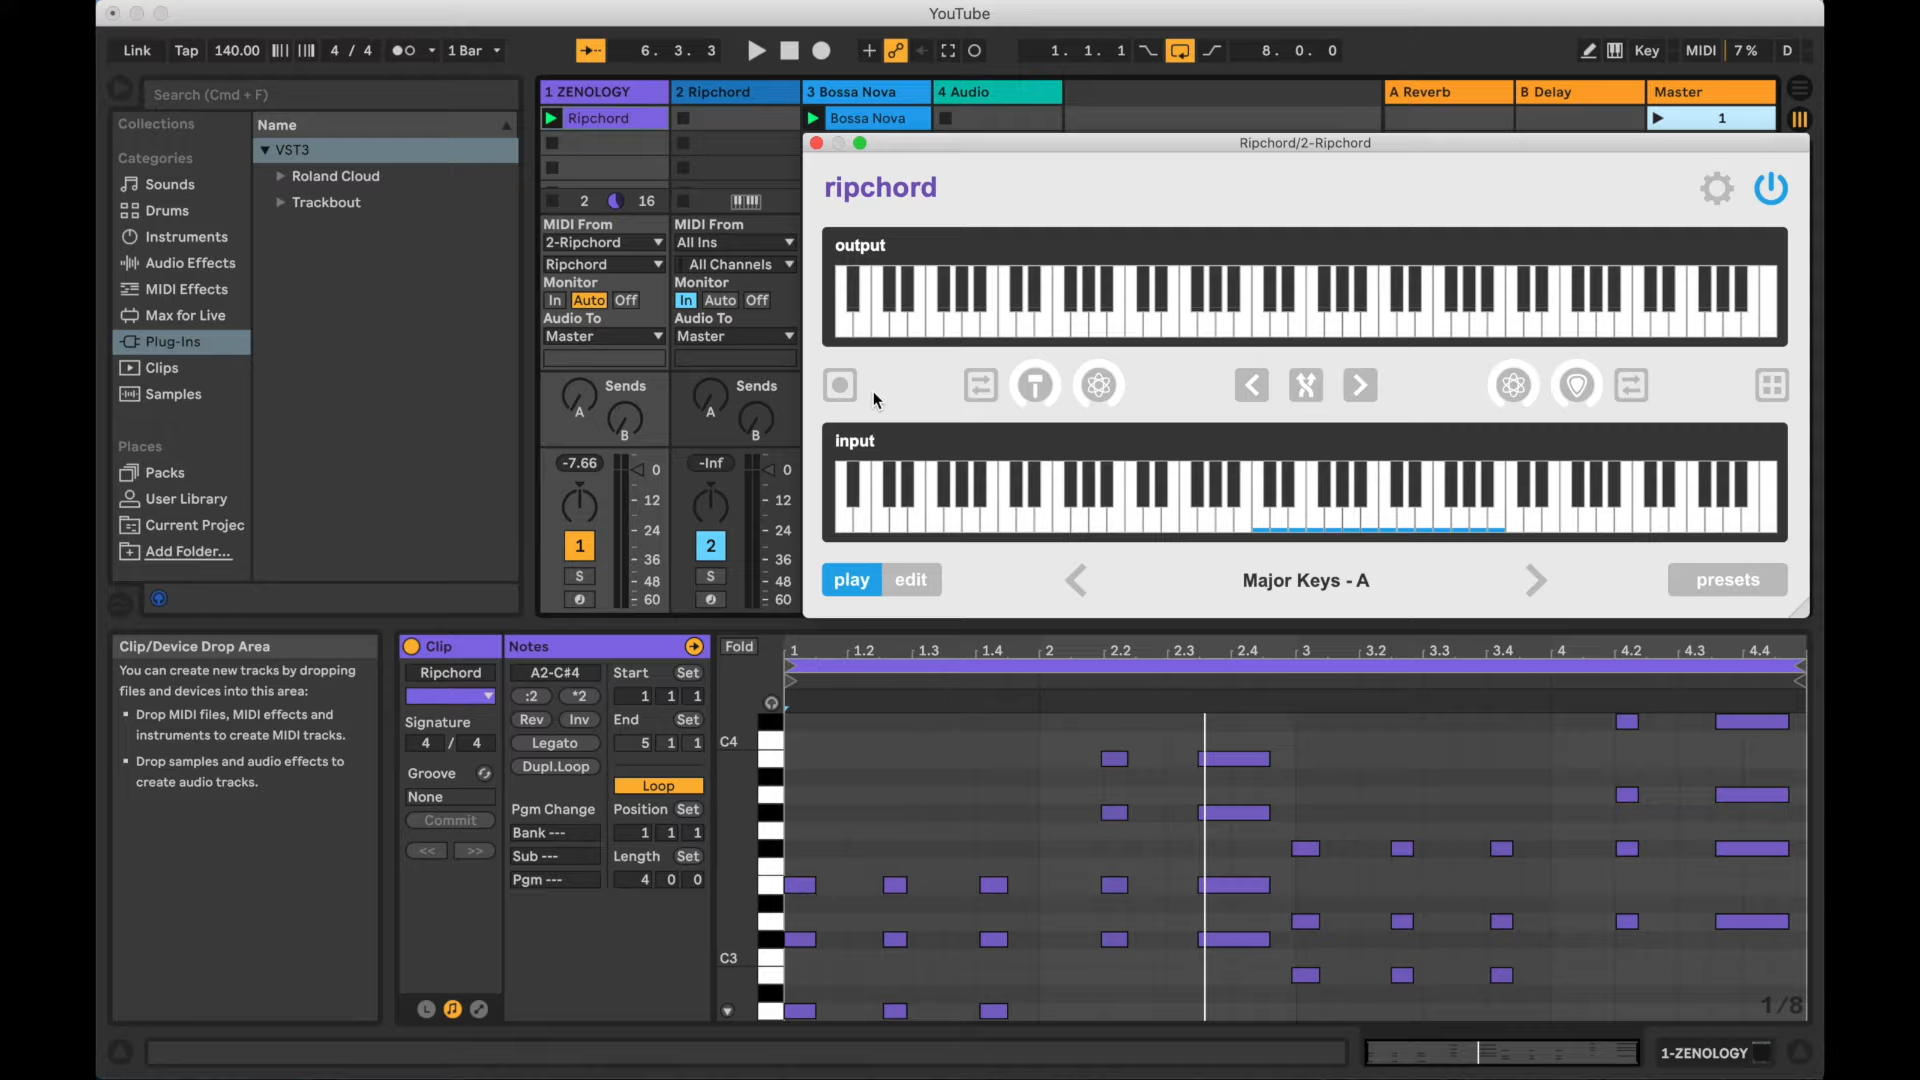 YouTube
Link Tap 140.00 4 / 4 1 Bar 6. 3. 3 1. 1. 1 8. 0. 0 Key MIDI 7 % D
Search (Cmd + F)
Collections
Categories
Sounds
Drums
Instruments
Audio Effects
MIDI Effects
Max for Live
Plug-Ins
Clips
Samples
Places
Packs
User Library
Current Projec
Add Folder...
Name
VST3
Roland Cloud
Trackbout
1 ZENOLOGY 2 Ripchord 3 Bossa Nova 4 Audio A Reverb B Delay Master
Ripchord Bossa Nova 1
2 16
MIDI From MIDI From
2-Ripchord All Ins
Ripchord All Channels
Monitor Monitor
In Auto Off In Auto Off
Audio To Audio To
Master Master
Sends Sends
A A
B B
-7.66 0 -Inf 0
12 12
24 24
36 36
48 48
60 60
1 2
S S
Ripchord/2-Ripchord
ripchord
output
input
play edit Major Keys - A presets
Clip/Device Drop Area
You can create new tracks by dropping
files and devices into this area:
Drop MIDI files, MIDI effects and
instruments to create MIDI tracks.
Drop samples and audio effects to
create audio tracks.
Clip
Ripchord
Signature
4 / 4
Groove
None
Commit
<< >>
L
Notes
A2-C#4 Start Set
:2 *2 1 1 1
Rev Inv End Set
Legato 5 1 1
Dupl.Loop
Loop
Pgm Change Position Set
Bank --- 1 1 1
Sub --- Length Set
Pgm --- 4 0 0
Fold 1 1.2 1.3 1.4 2 2.2 2.3 2.4 3 3.2 3.3 3.4 4 4.2 4.3 4.4
C4
C3
1/8
1-ZENOLOGY